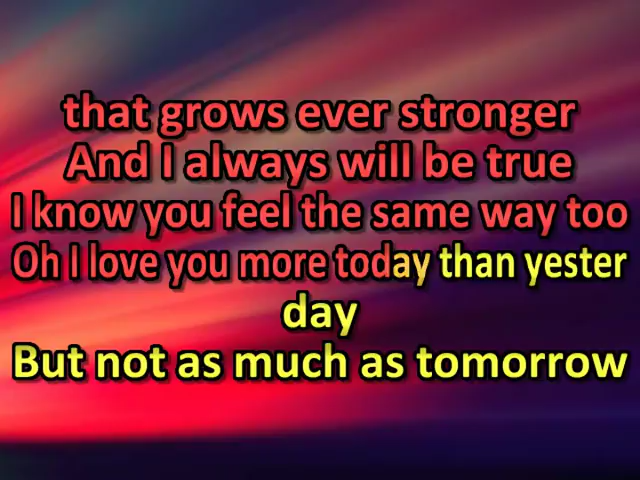 that grows ever stronger
And I always will be true
I know you feel the same way too
Oh I love you more today than yester
day
But not as much as tomorrow